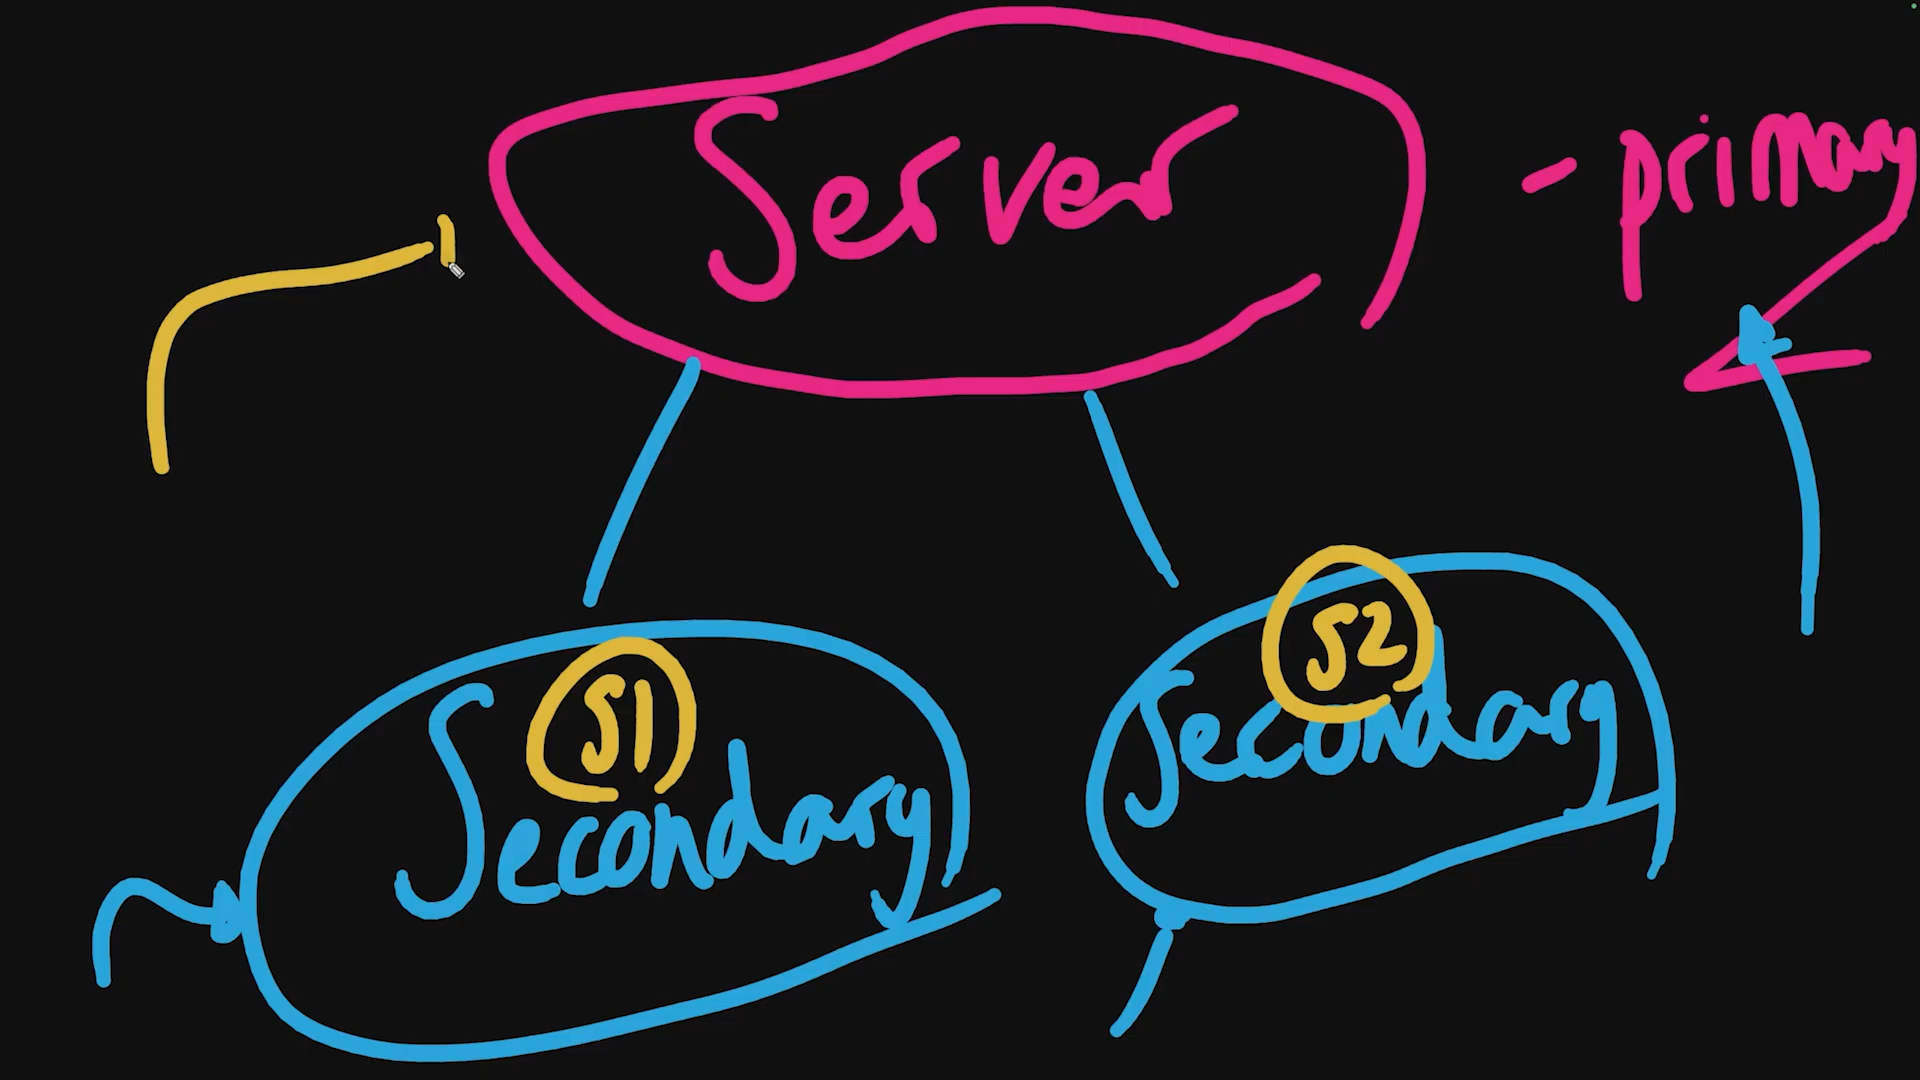 Server
- primary
S1
Secondary
S2
Secondary